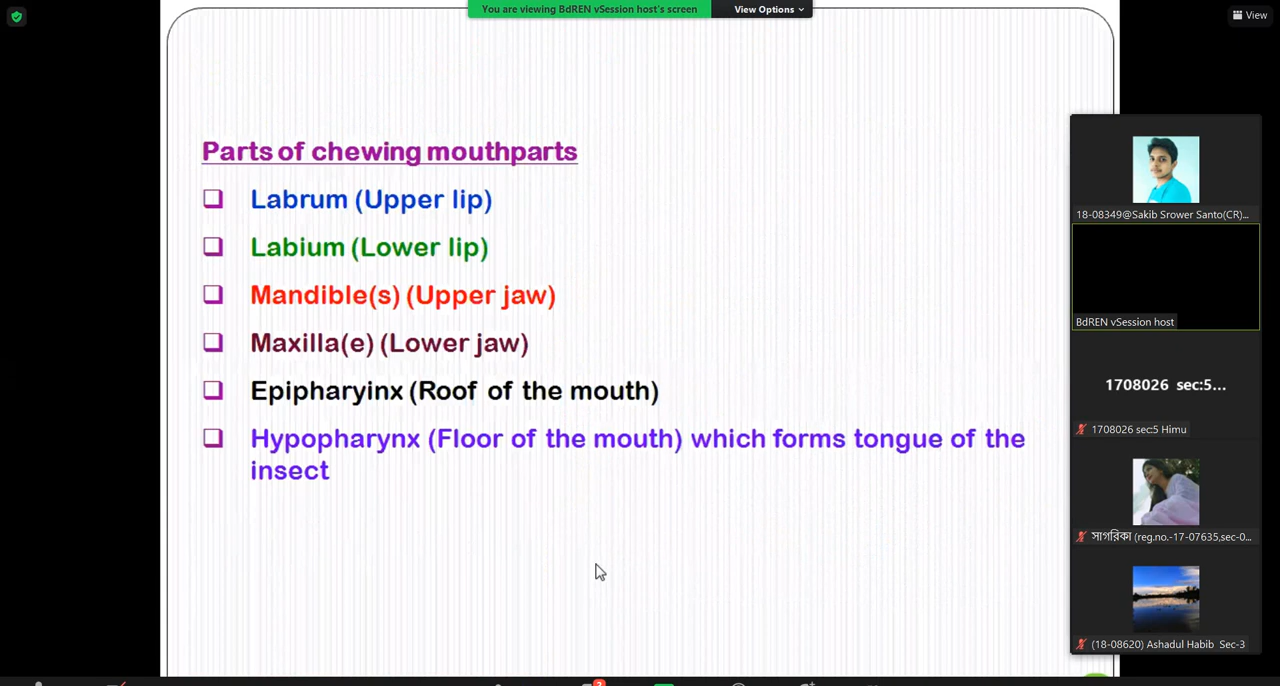 You are viewing BdREN vSession host's screen
View Options
View
Parts of chewing mouthparts
Labrum (Upper lip)
Labium (Lower lip)
Mandible(s) (Upper jaw)
Maxilla(e) (Lower jaw)
Epipharyinx (Roof of the mouth)
Hypopharynx (Floor of the mouth) which forms tongue of the
insect
18-08349@Sakib Srower Santo(CR)...
BdREN vSession host
1708026 sec:5...
1708026 sec:5 Himu
সাগরিকা (reg.no.-17-07635,sec-0...
(18-08620) Ashadul Habib Sec-3